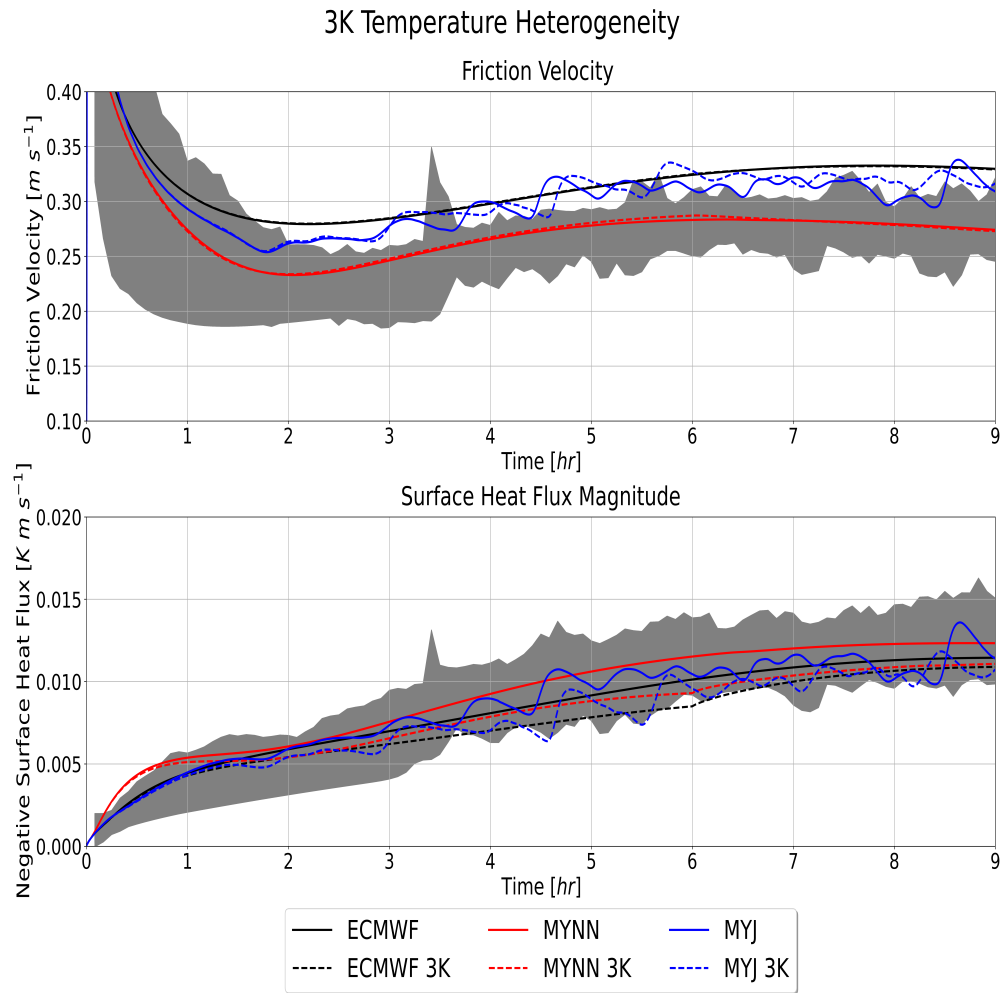 3K Temperature Heterogeneity
Friction Velocity
Friction Velocity [m s⁻¹]
0.40
0.35
0.30
0.25
0.20
0.15
0.10
0 1 2 3 4 5 6 7 8 9
Time [hr]
Surface Heat Flux Magnitude
Negative Surface Heat Flux [K m s⁻¹]
0.020
0.015
0.010
0.005
0.000
0 1 2 3 4 5 6 7 8 9
Time [hr]
ECMWF MYNN MYJ
ECMWF 3K MYNN 3K MYJ 3K